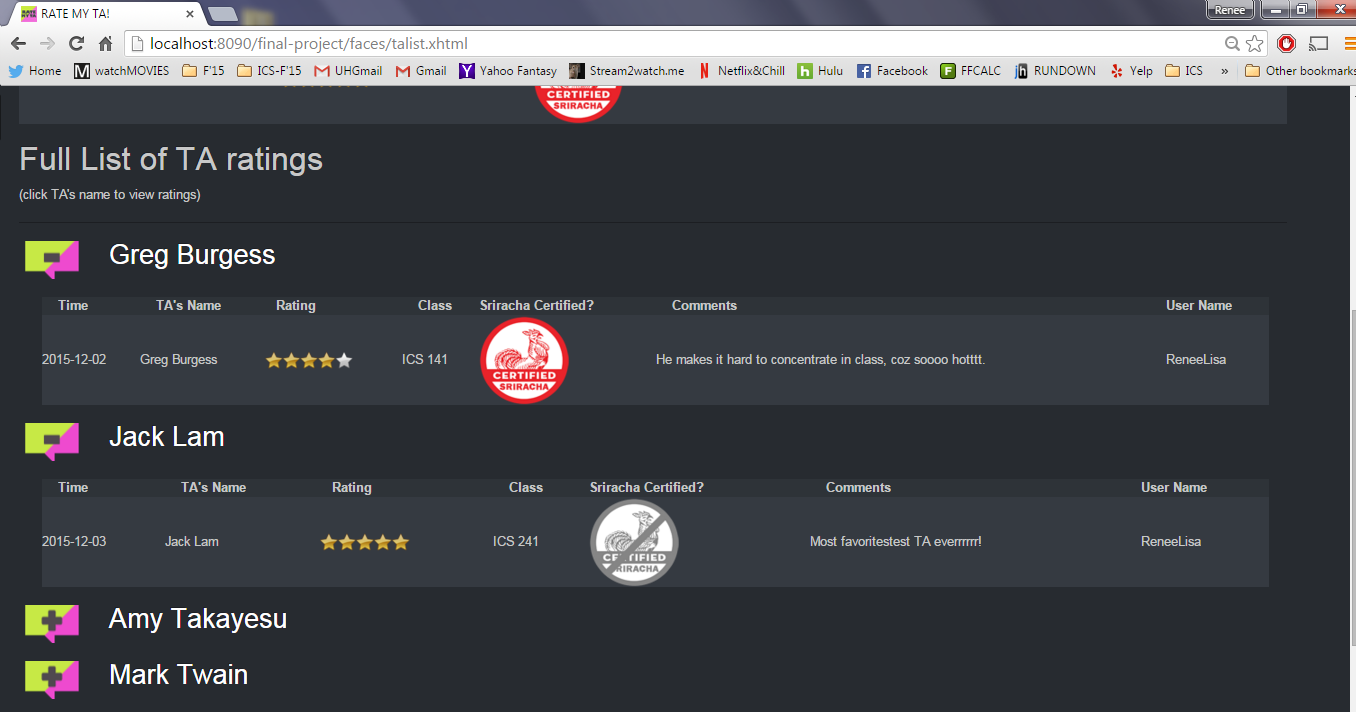 RATE MY TA!
Renee
localhost:8090/final-project/faces/talist.xhtml
Home watchMOVIES F'15 ICS-F'15 UHGmail Gmail Yahoo Fantasy Stream2watch.me Netflix&Chill Hulu Facebook FFCALC RUNDOWN Yelp ICS » Other bookmarks
CERTIFIED
SRIRACHA
Full List of TA ratings
(click TA's name to view ratings)
Greg Burgess
Time TA's Name Rating Class Sriracha Certified? Comments User Name
2015-12-02 Greg Burgess ICS 141 He makes it hard to concentrate in class, coz soooo hotttt. ReneeLisa
CERTIFIED
SRIRACHA
Jack Lam
Time TA's Name Rating Class Sriracha Certified? Comments User Name
2015-12-03 Jack Lam ICS 241 Most favoritestest TA everrrrrr! ReneeLisa
CERTIFIED
SRIRACHA
Amy Takayesu
Mark Twain